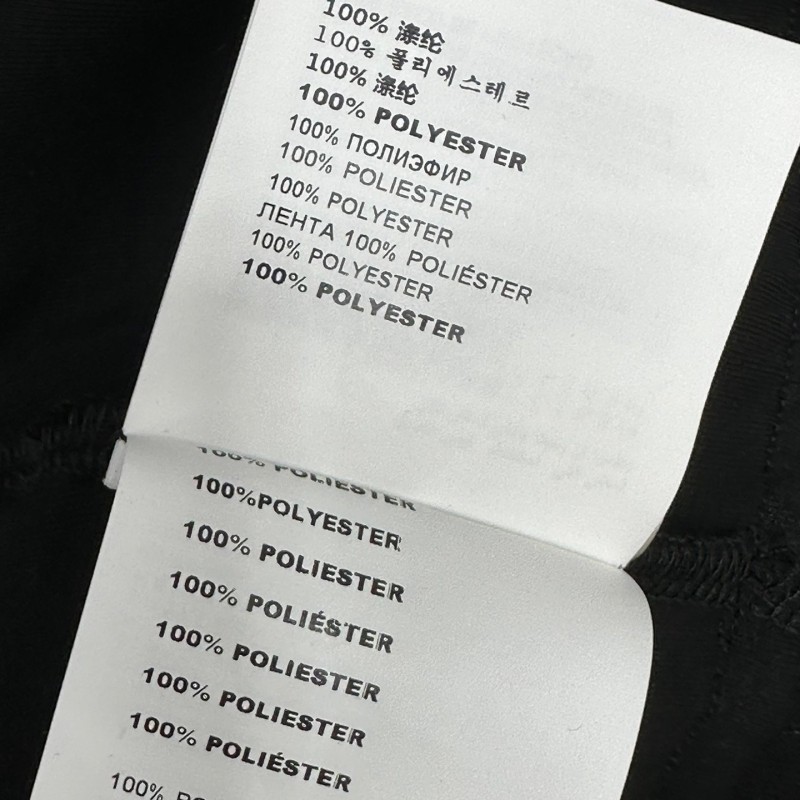 100% 涤纶
100% 폴리에스테르
100% 涤纶
100% POLYESTER
100% ПОЛИЭФИР
100% POLIESTER
100% POLYESTER
ЛЕНТА 100% POLIÉSTER
100% POLYESTER
100% POLYESTER
100% POLIESTER
100%POLYESTER
100% POLIESTER
100% POLIÉSTER
100% POLIESTER
100% POLIESTER
100% POLIÉSTER
100%